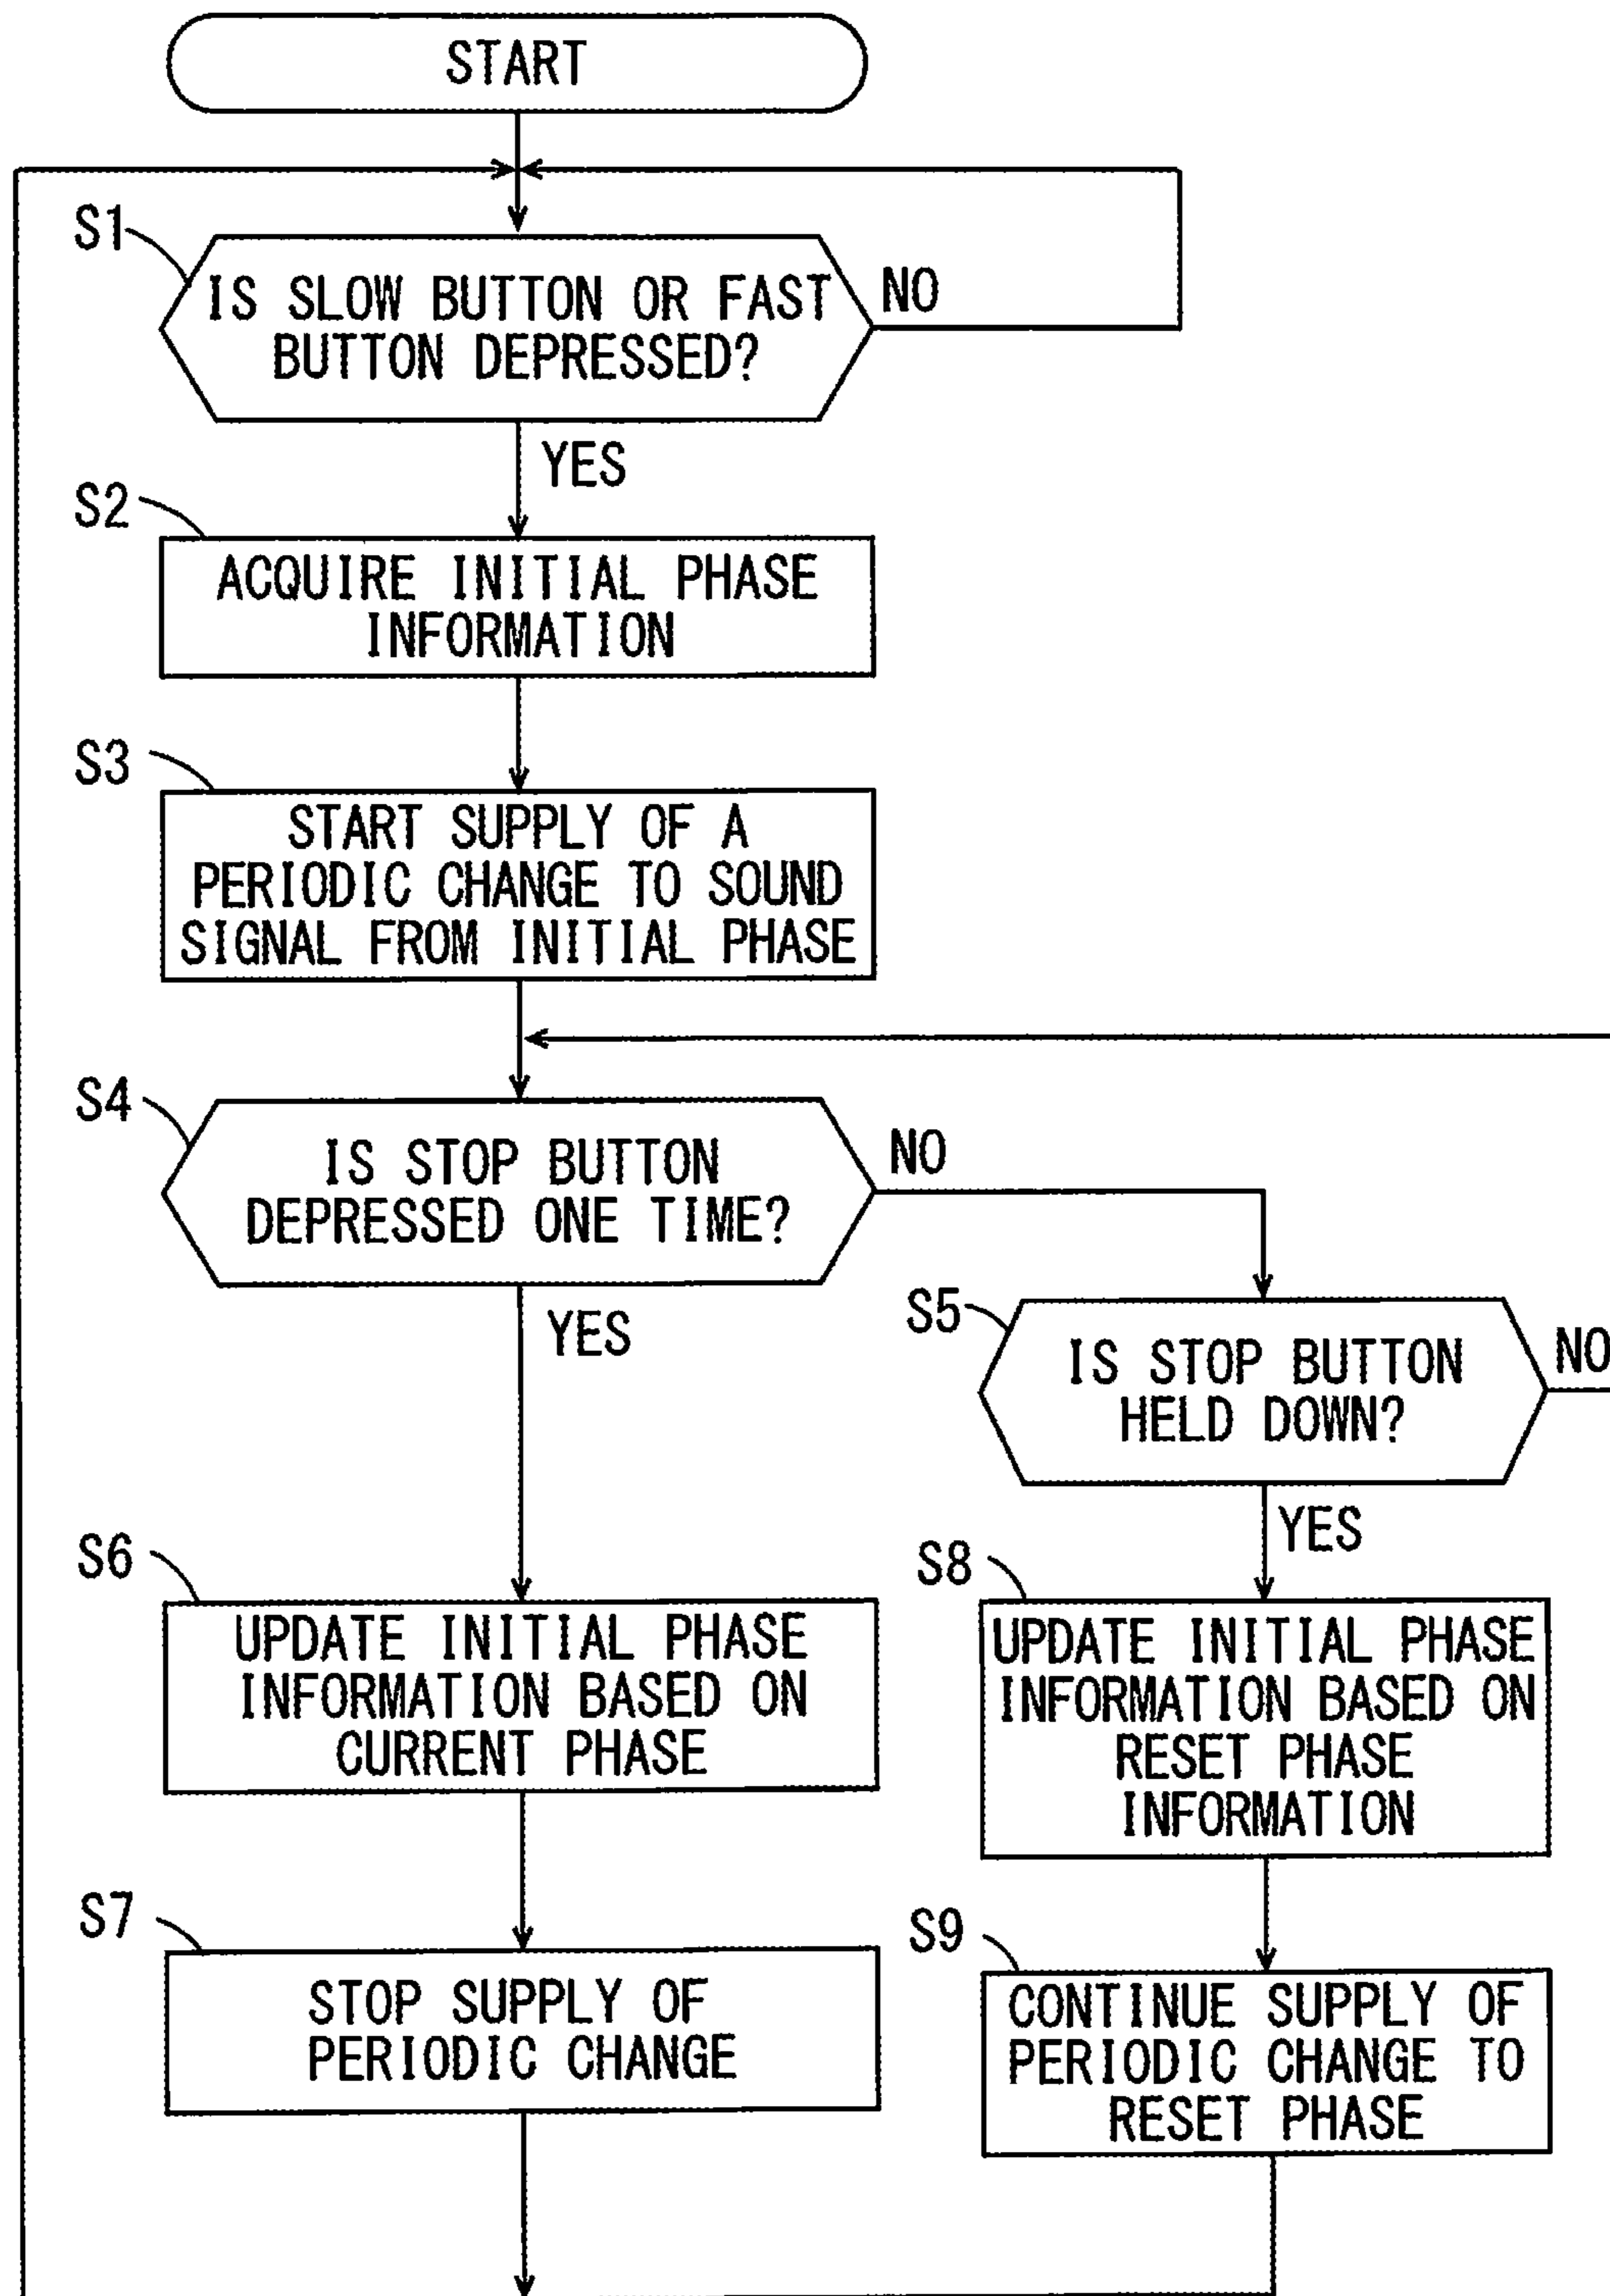 START
S1
IS SLOW BUTTON OR FAST
BUTTON DEPRESSED?
NO
YES
S2
ACQUIRE INITIAL PHASE
INFORMATION
S3
START SUPPLY OF A
PERIODIC CHANGE TO SOUND
SIGNAL FROM INITIAL PHASE
S4
IS STOP BUTTON
DEPRESSED ONE TIME?
NO
YES
S5
IS STOP BUTTON
HELD DOWN?
NO
YES
S6
UPDATE INITIAL PHASE
INFORMATION BASED ON
CURRENT PHASE
S8
UPDATE INITIAL PHASE
INFORMATION BASED ON
RESET PHASE
INFORMATION
S7
STOP SUPPLY OF
PERIODIC CHANGE
S9
CONTINUE SUPPLY OF
PERIODIC CHANGE TO
RESET PHASE